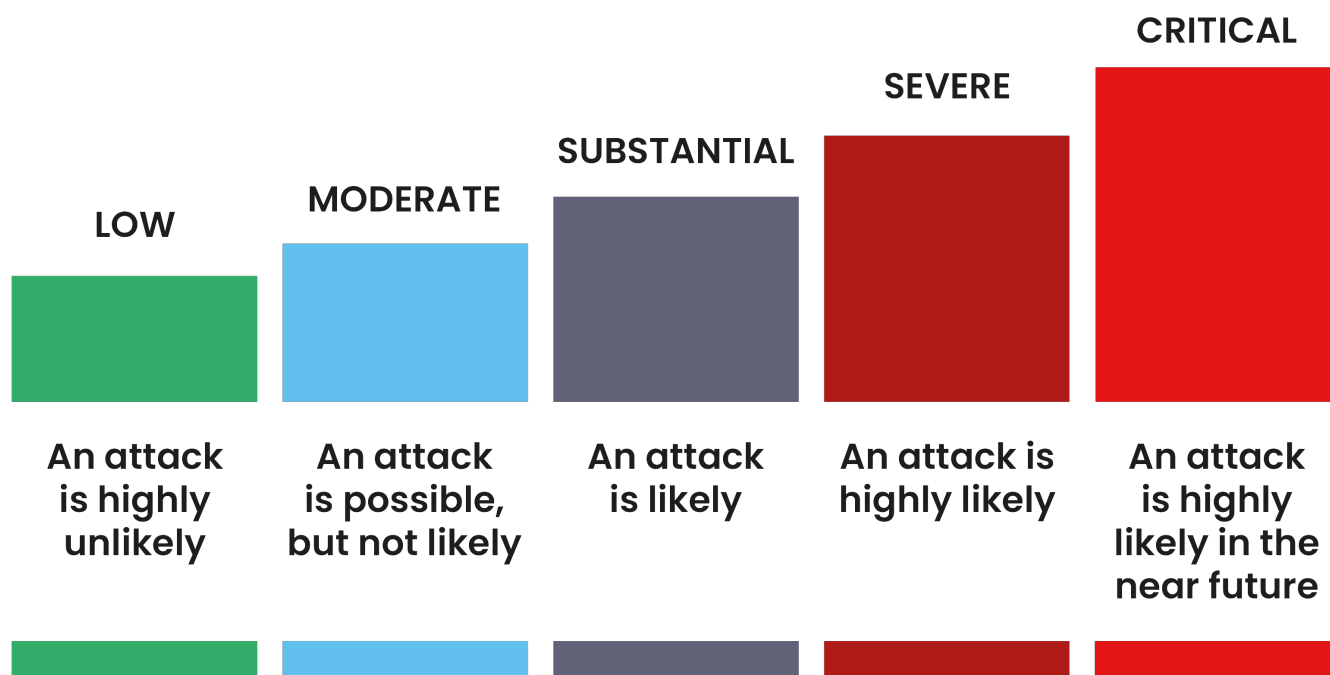 LOW
An attack
is highly
unlikely
MODERATE
An attack
is possible,
but not likely
SUBSTANTIAL
An attack
is likely
SEVERE
An attack is
highly likely
CRITICAL
An attack
is highly
likely in the
near future